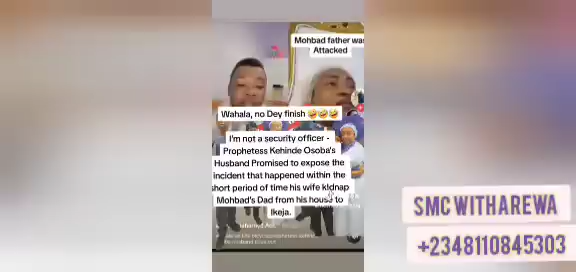 Mohbad father was
Attacked
Wahala, no Dey finish 🤣🤣🤣
I'm not a security officer -
Prophetess Kehinde Osoba's
Husband Promised to expose the
incident that happened within the
short period of time his wife kidnap
Mohbad's Dad from his house to
Ikeja.
SMC WITH AREWA
+2348110845303